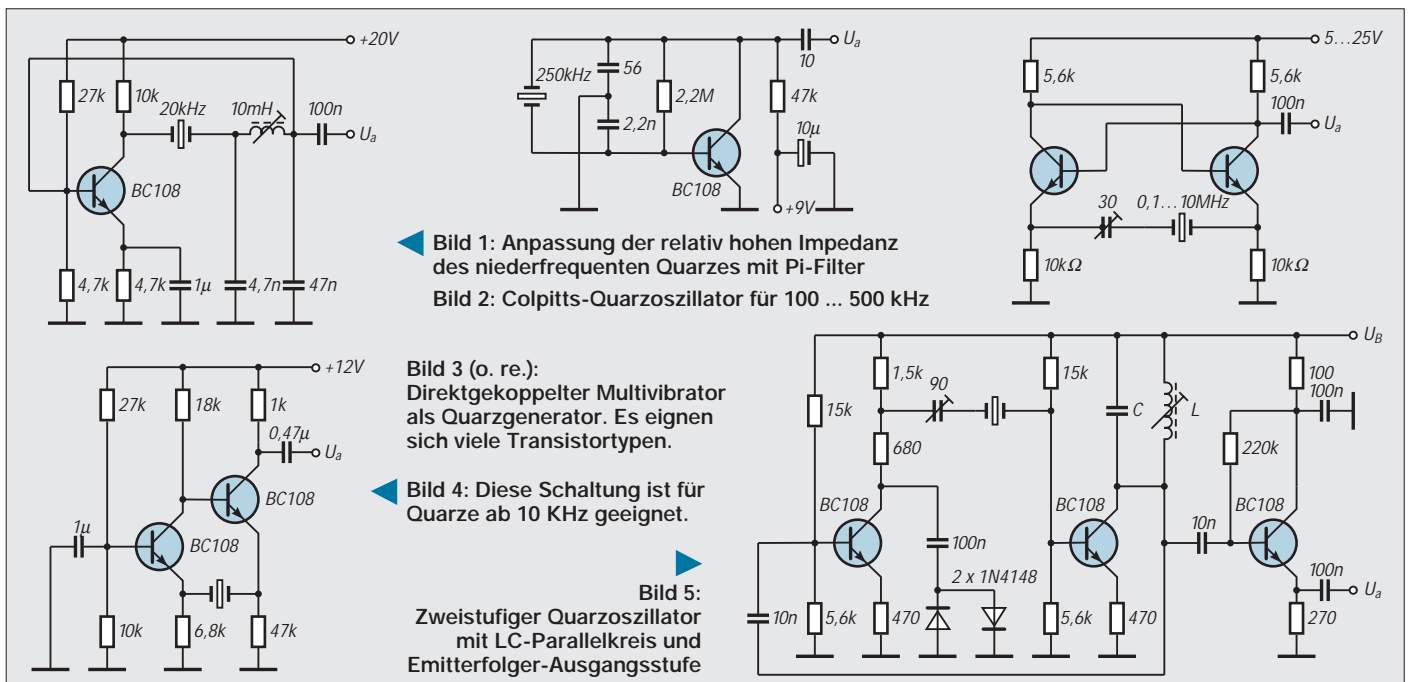 +20V
27k
10k
20kHz
10mH
100n
Ua
BC108
4,7k
4,7k
1µ
4,7n
47n
250kHz
56
2,2n
2,2M
10
Ua
47k
10µ
BC108
+9V
5...25V
5,6k
5,6k
100n
Ua
30
0,1...10MHz
10kΩ
10kΩ
Bild 1: Anpassung der relativ hohen Impedanz
des niederfrequenten Quarzes mit Pi-Filter
Bild 2: Colpitts-Quarzoszillator für 100 ... 500 kHz
+12V
27k
18k
1k
0,47µ
Ua
BC108
1µ
BC108
10k
6,8k
47k
Bild 3 (o. re.):
Direktgekoppelter Multivibrator
als Quarzgenerator. Es eignen
sich viele Transistortypen.
Bild 4: Diese Schaltung ist für
Quarze ab 10 KHz geeignet.
Bild 5:
Zweistufiger Quarzoszillator
mit LC-Parallelkreis und
Emitterfolger-Ausgangsstufe
UB
1,5k
15k
90
15k
C
L
100
100n
680
220k
BC108
BC108
BC108
10n
100n
2 x 1N4148
10n
5,6k
470
5,6k
470
100n
Ua
270